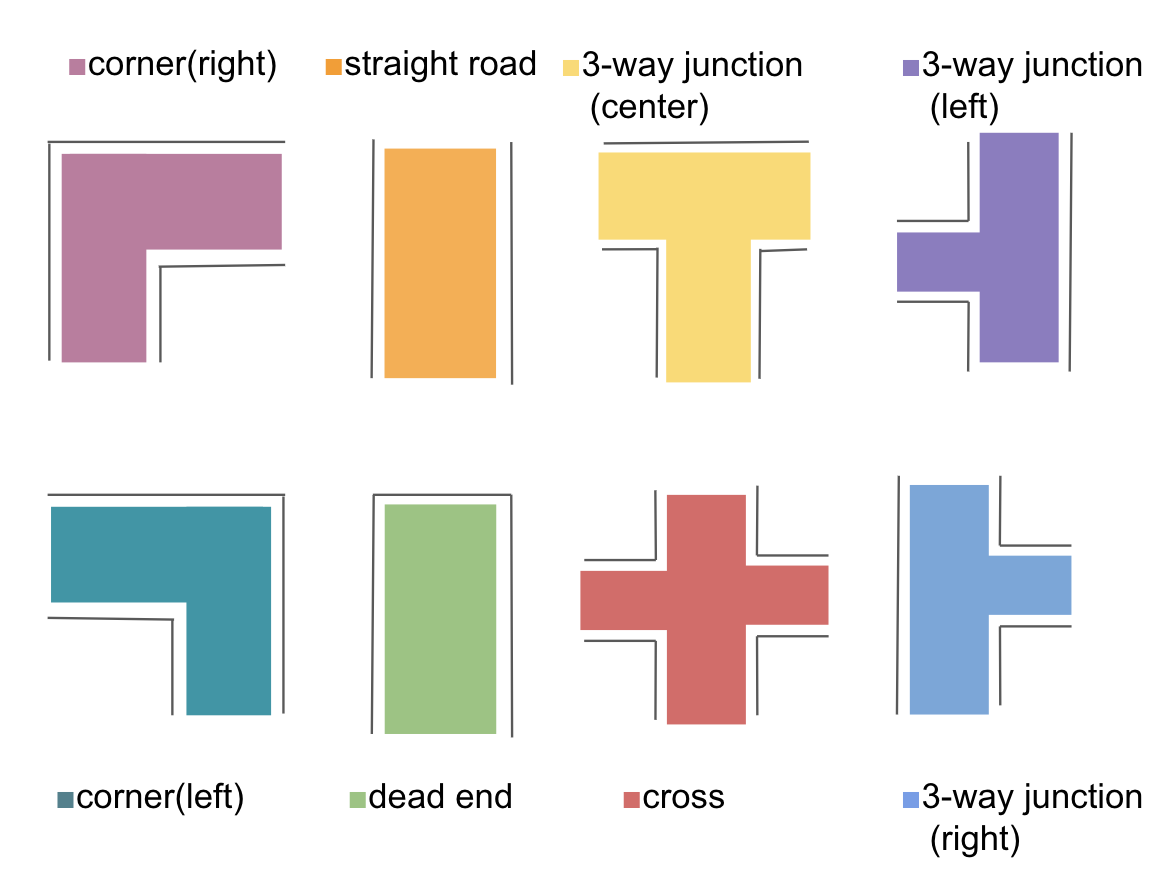 corner(right)
straight road
3-way junction
(center)
3-way junction
(left)
corner(left)
dead end
cross
3-way junction
(right)